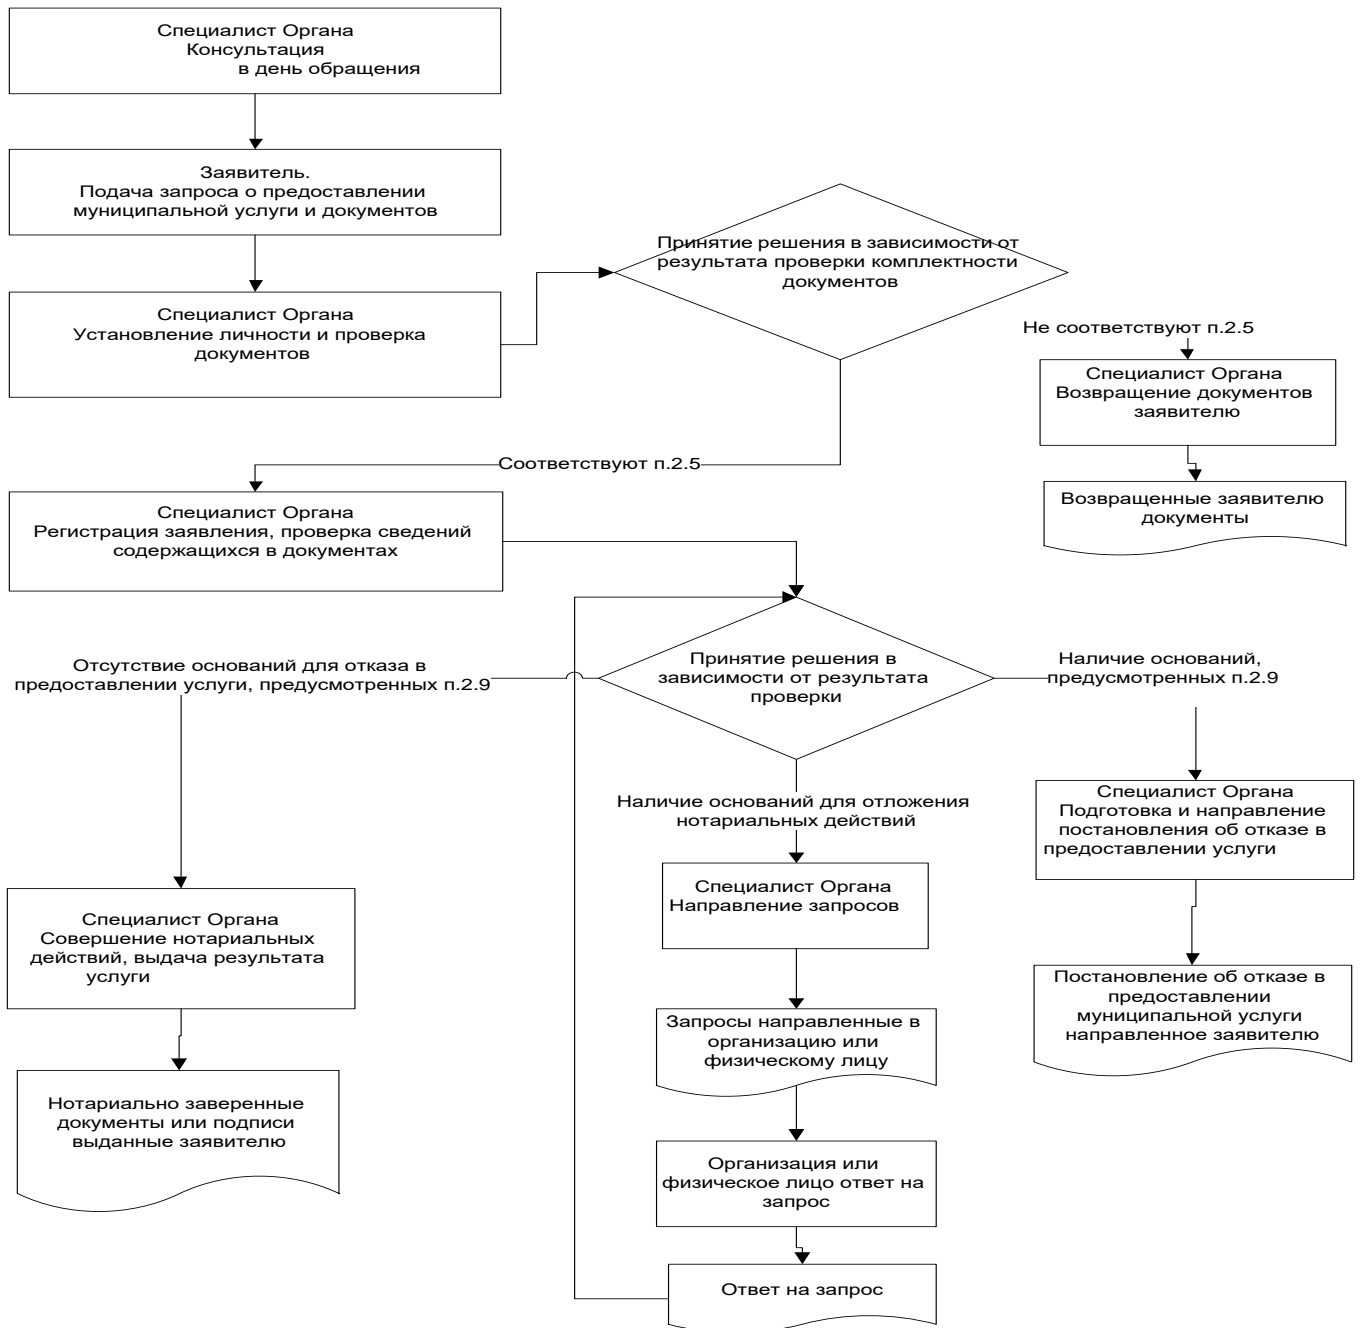 Специалист Органа
Консультация
в день обращения
Заявитель.
Подача запроса о предоставлении
муниципальной услуги и документов
Специалист Органа
Установление личности и проверка
документов
Принятие решения в зависимости от
результата проверки комплектности
документов
Не соответствуют п.2.5
Специалист Органа
Возвращение документов
заявителю
Возвращенные заявителю
документы
Соответствуют п.2.5
Специалист Органа
Регистрация заявления, проверка сведений
содержащихся в документах
Принятие решения в
зависимости от результата
проверки
Отсутствие оснований для отказа в
предоставлении услуги, предусмотренных п.2.9
Наличие оснований,
предусмотренных п.2.9
Наличие оснований для отложения
нотариальных действий
Специалист Органа
Подготовка и направление
постановления об отказе в
предоставлении услуги
Специалист Органа
Направление запросов
Специалист Органа
Совершение нотариальных
действий, выдача результата
услуги
Постановление об отказе в
предоставлении
муниципальной услуги
направленное заявителю
Запросы направленные в
организацию или
физическому лицу
Нотариально заверенные
документы или подписи
выданные заявителю
Организация или
физическое лицо ответ на
запрос
Ответ на запрос